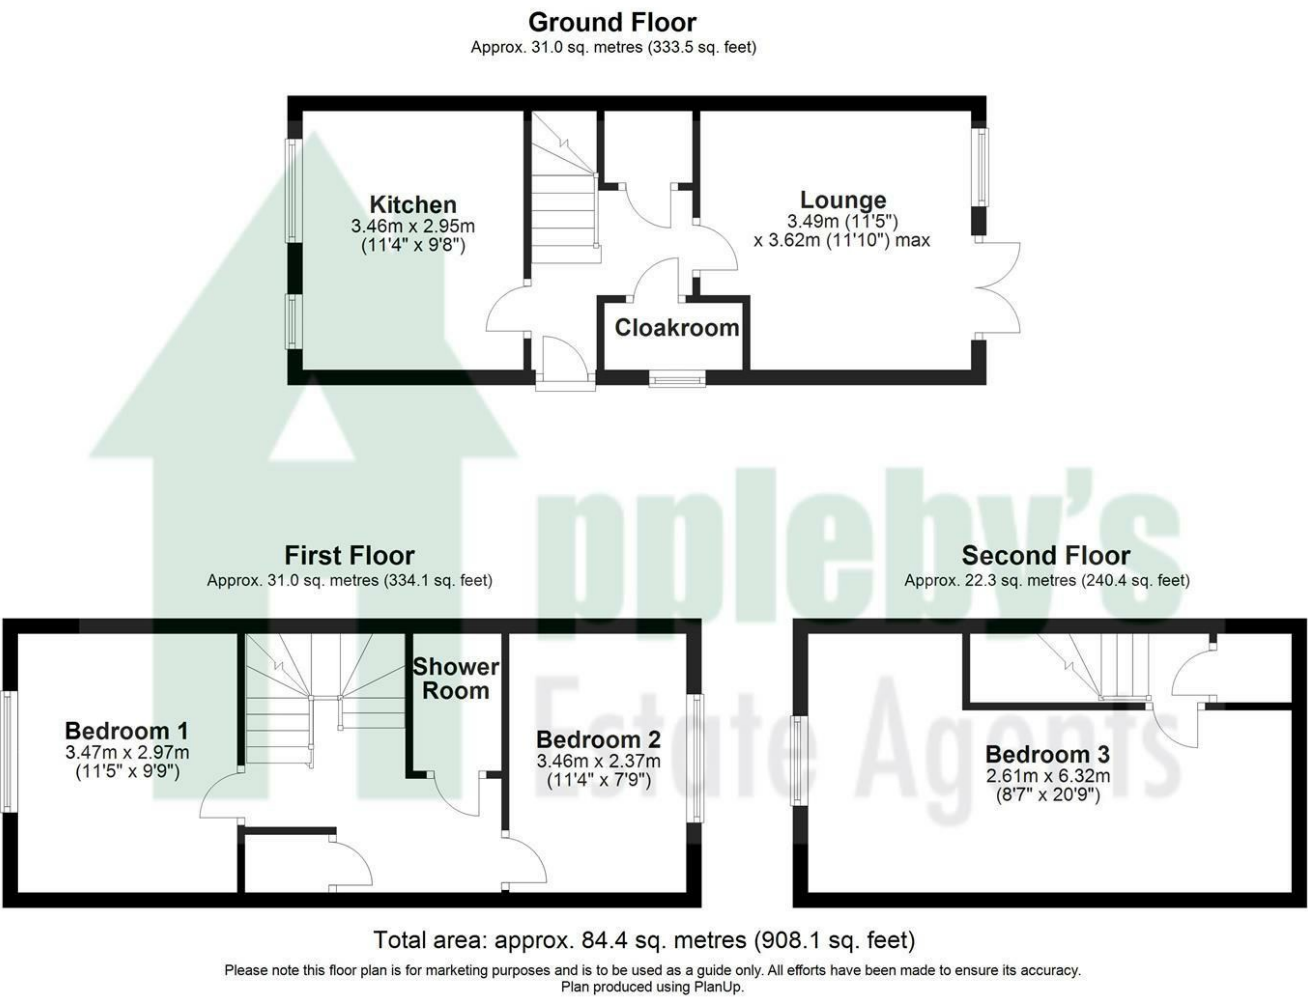 Ground Floor
Approx. 31.0 sq. metres (333.5 sq. feet)
Kitchen
3.46m x 2.95m
(11'4" x 9'8")
Lounge
3.49m (11'5")
x 3.62m (11'10") max
Cloakroom
ppleby's
Estate Agents
First Floor
Approx. 31.0 sq. metres (334.1 sq. feet)
Second Floor
Approx. 22.3 sq. metres (240.4 sq. feet)
Bedroom 1
3.47m x 2.97m
(11'5" x 9'9")
Shower
Room
Bedroom 2
3.46m x 2.37m
(11'4" x 7'9")
Bedroom 3
2.61m x 6.32m
(8'7" x 20'9")
Total area: approx. 84.4 sq. metres (908.1 sq. feet)
Please note this floor plan is for marketing purposes and is to be used as a guide only. All efforts have been made to ensure its accuracy.
Plan produced using PlanUp.